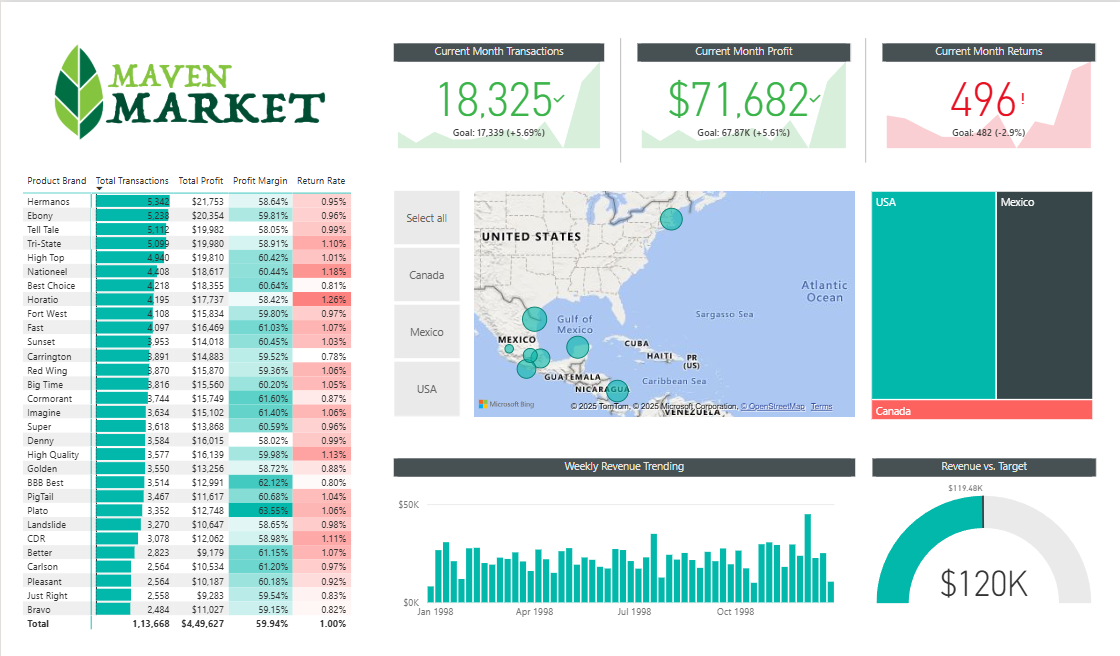 MAVEN
MARKET
Current Month Transactions
18,325
Goal: 17,339 (+5.69%)
Current Month Profit
$71,682
Goal: 67.87K (+5.61%)
Current Month Returns
496!
Goal: 482 (-2.9%)
Product Brand Total Transactions Total Profit Profit Margin Return Rate
Hermanos 5,342 $21,753 58.64% 0.95%
Ebony 5,238 $20,354 59.81% 0.96%
Tell Tale 5,112 $19,982 58.05% 0.99%
Tri-State 5,099 $19,980 58.91% 1.10%
High Top 4,940 $19,810 60.42% 1.01%
Nationeel 4,408 $18,617 60.44% 1.18%
Best Choice 4,218 $18,355 60.64% 0.81%
Horatio 4,195 $17,737 58.42% 1.26%
Fort West 4,108 $15,834 59.80% 0.97%
Fast 4,097 $16,469 61.03% 1.07%
Sunset 3,953 $14,018 60.45% 1.03%
Carrington 3,891 $14,883 59.52% 0.78%
Red Wing 3,870 $15,870 59.36% 1.06%
Big Time 3,816 $15,560 60.20% 1.05%
Cormorant 3,744 $15,749 61.60% 0.87%
Imagine 3,634 $15,102 61.40% 1.06%
Super 3,618 $13,868 60.59% 0.96%
Denny 3,584 $16,015 58.02% 0.99%
High Quality 3,577 $16,139 59.98% 1.13%
Golden 3,550 $13,256 58.72% 0.88%
BBB Best 3,514 $12,991 62.12% 0.80%
PigTail 3,467 $11,617 60.68% 1.04%
Plato 3,352 $12,748 63.55% 1.06%
Landslide 3,270 $10,647 58.65% 0.98%
CDR 3,078 $12,062 58.98% 1.11%
Better 2,823 $9,179 61.15% 1.07%
Carlson 2,564 $10,534 61.20% 0.97%
Pleasant 2,564 $10,187 60.18% 0.92%
Just Right 2,558 $9,283 59.54% 0.83%
Bravo 2,484 $11,027 59.15% 0.82%
Total 1,13,668 $4,49,627 59.94% 1.00%
Select all
Canada
Mexico
USA
UNITED STATES
Atlantic
Ocean
Sargasso Sea
Gulf of
Mexico
MEXICO
CUBA
HAITI
PR
(US)
GUATEMALA
Caribbean Sea
NICARAGUA
Microsoft Bing
© 2025 TomTom, © 2025 Microsoft Corporation, © OpenStreetMap Terms
VENEZUELA
USA
Mexico
Canada
Weekly Revenue Trending
$50K
$0K
Jan 1998 Apr 1998 Jul 1998 Oct 1998
Revenue vs. Target
$119.48K
$120K